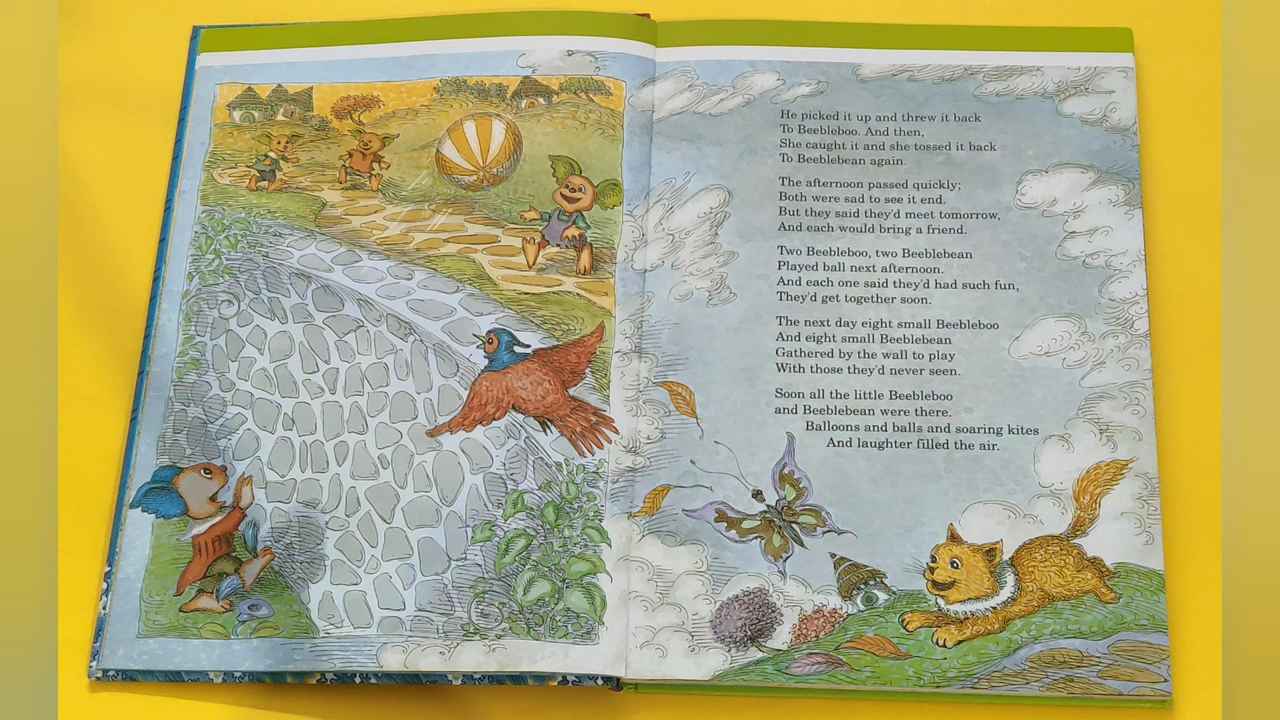 He picked it up and threw it back
To Beebleboo. And then,
She caught it and she tossed it back
To Beeblebean again.
The afternoon passed quickly;
Both were sad to see it end.
But they said they'd meet tomorrow,
And each would bring a friend.
Two Beebleboo, two Beeblebean
Played ball next afternoon.
And each one said they'd had such fun,
They'd get together soon.
The next day eight small Beebleboo
And eight small Beeblebean
Gathered by the wall to play
With those they'd never seen.
Soon all the little Beebleboo
and Beeblebean were there.
Balloons and balls and soaring kites
And laughter filled the air.